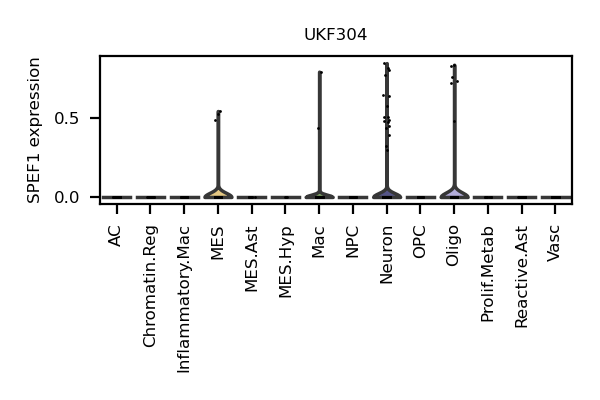 UKF304
SPEF1 expression
0.5
0.0
AC
Chromatin.Reg
Inflammatory.Mac
MES
MES.Ast
MES.Hyp
Mac
NPC
Neuron
OPC
Oligo
Prolif.Metab
Reactive.Ast
Vasc